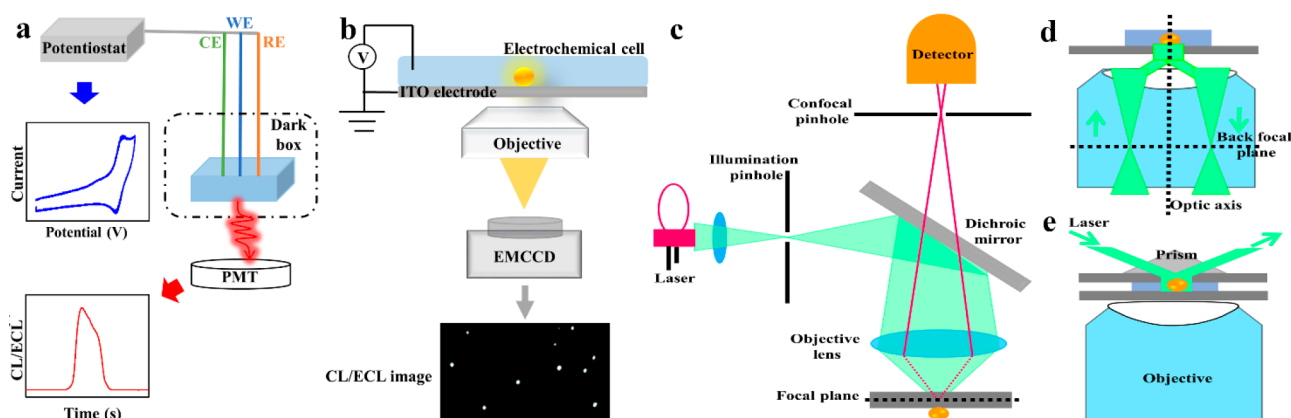 a
Potentiostat
WE
CE
RE
Current
Potential (V)
Dark
box
PMT
CL/ECL
Time (s)
b
V
Electrochemical cell
ITO electrode
Objective
EMCCD
CL/ECL image
c
Detector
Confocal
pinhole
Illumination
pinhole
Laser
Dichroic
mirror
Objective
lens
Focal plane
d
Back focal
plane
Optic axis
e
Laser
Prism
Objective